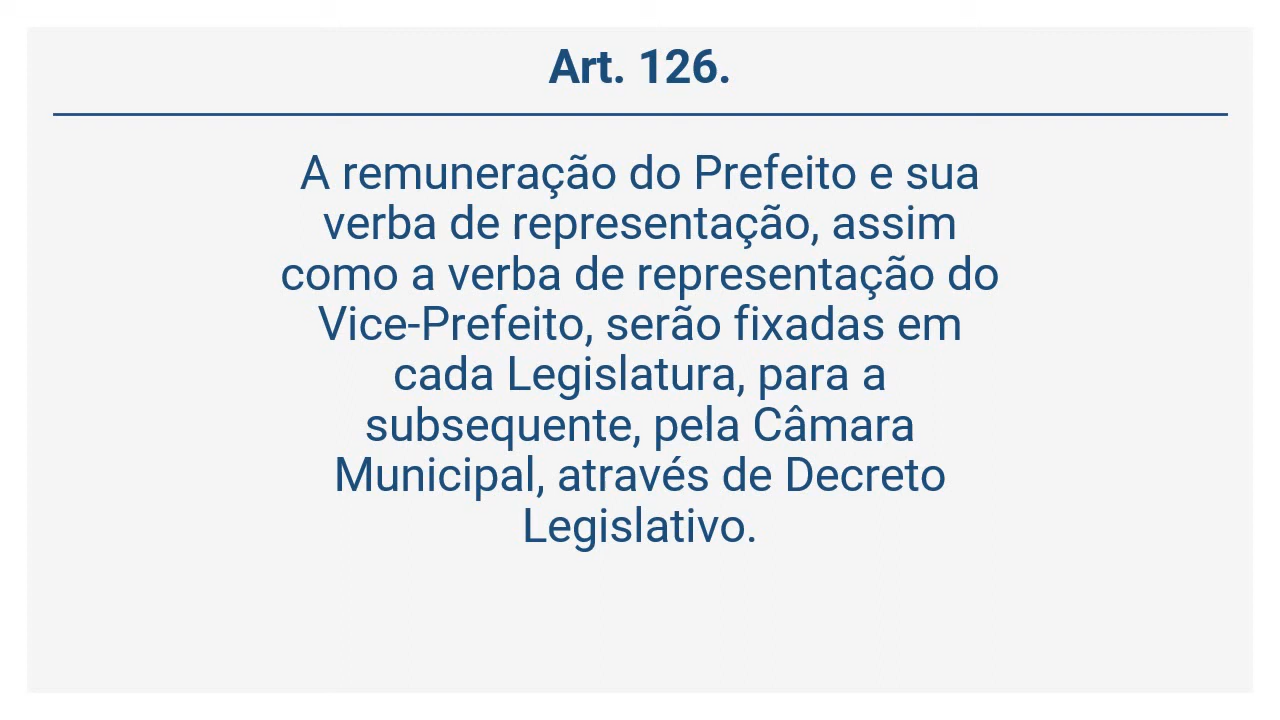 Art. 126.
A remuneração do Prefeito e sua
verba de representação, assim
como a verba de representação do
Vice-Prefeito, serão fixadas em
cada Legislatura, para a
subsequente, pela Câmara
Municipal, através de Decreto
Legislativo.